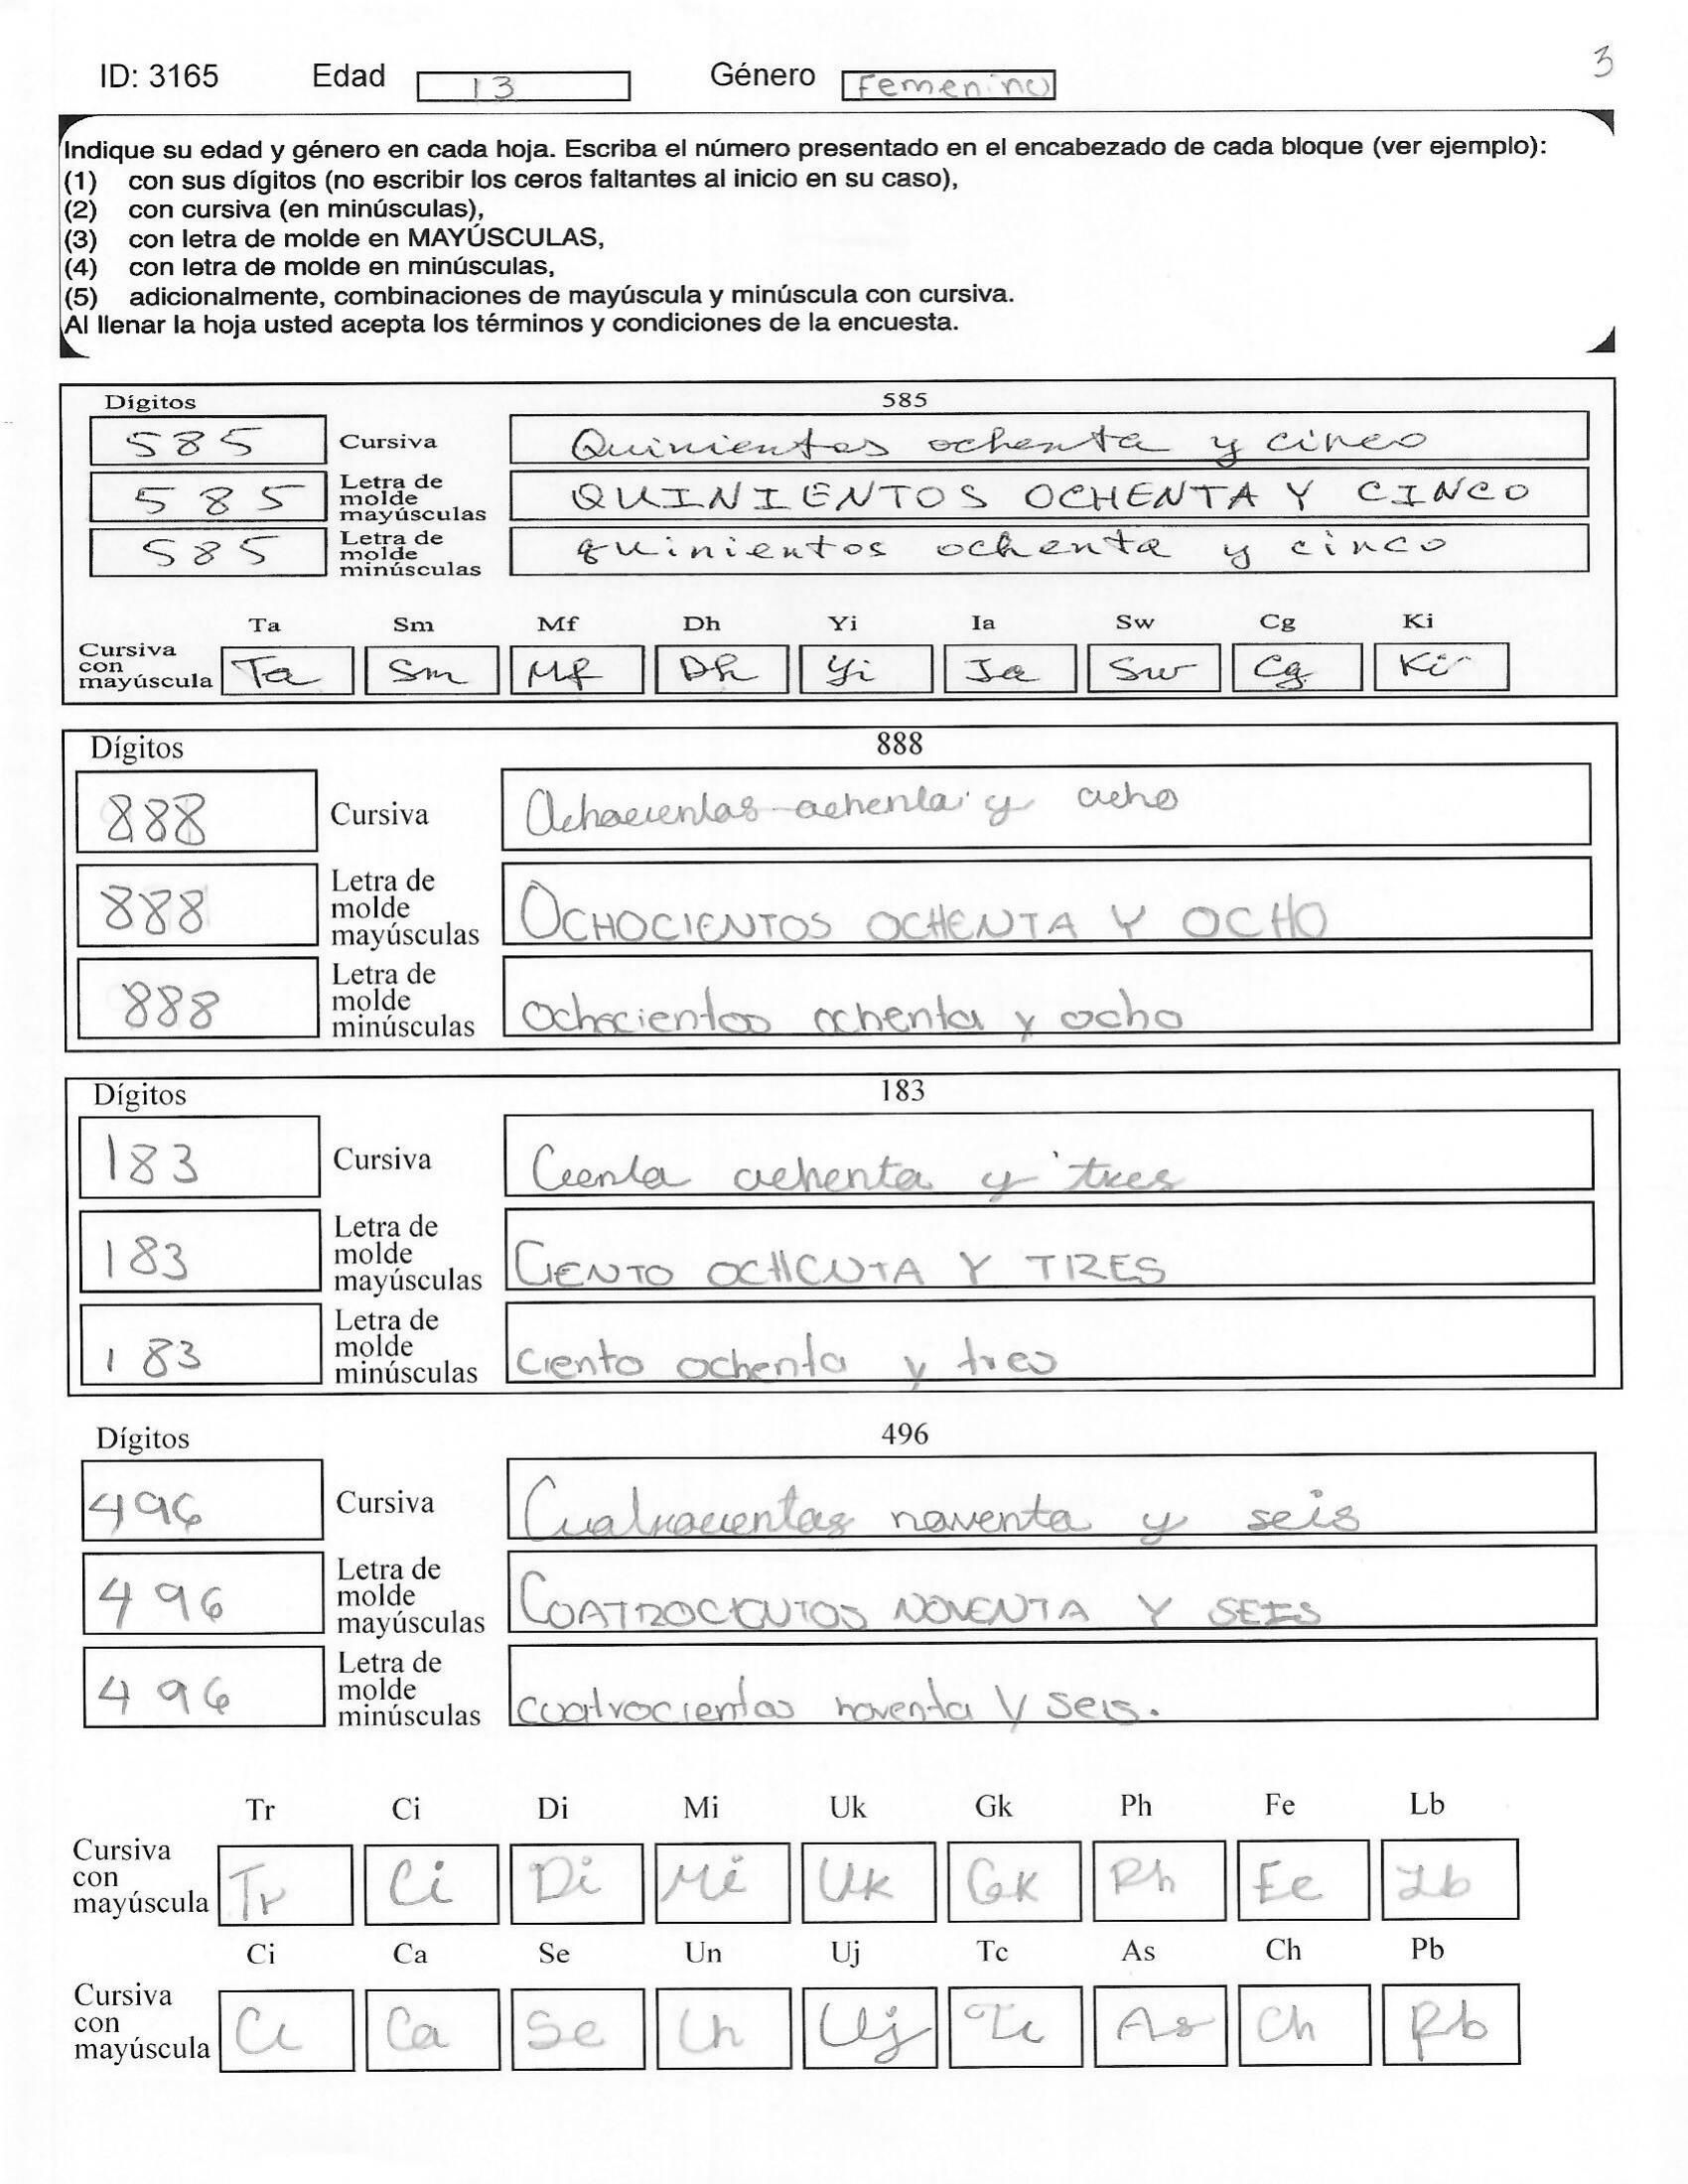 3
ID: 3165 Edad 13 Género Femenino
Indique su edad y género en cada hoja. Escriba el número presentado en el encabezado de cada bloque (ver ejemplo):
(1) con sus dígitos (no escribir los ceros faltantes al inicio en su caso),
(2) con cursiva (en minúsculas),
(3) con letra de molde en MAYÚSCULAS,
(4) con letra de molde en minúsculas,
(5) adicionalmente, combinaciones de mayúscula y minúscula con cursiva.
Al llenar la hoja usted acepta los términos y condiciones de la encuesta.
Dígitos 585
585 Cursiva Quinientos ochenta y cinco
585 Letra de molde mayúsculas QUINIENTOS OCHENTA Y CINCO
585 Letra de molde minúsculas quinientos ochenta y cinco
Ta Sm Mf Dh Yi Ia Sw Cg Ki
Cursiva con mayúscula Ta Sm Mf Dh Yi Ia Sw Cg Ki
Dígitos 888
888 Cursiva Ochocientos ochenta y ocho
888 Letra de molde mayúsculas OCHOCIENTOS OCHENTA Y OCHO
888 Letra de molde minúsculas Ochocientos ochenta y ocho
Dígitos 183
183 Cursiva Ciento ochenta y tres
183 Letra de molde mayúsculas CIENTO OCHENTA Y TRES
183 Letra de molde minúsculas ciento ochenta y tres
Dígitos 496
496 Cursiva Cuatrocientos noventa y seis
496 Letra de molde mayúsculas COATROCIENTOS NOVENTA Y SEIS
496 Letra de molde minúsculas cuatrocientos noventa y seis.
Tr Ci Di Mi Uk Gk Ph Fe Lb
Cursiva con mayúscula Tr Ci Di Mi Uk Gk Ph Fe Lb
Ci Ca Se Un Uj Tc As Ch Pb
Cursiva con mayúscula Ci Ca Se Un Uj Tc As Ch Pb